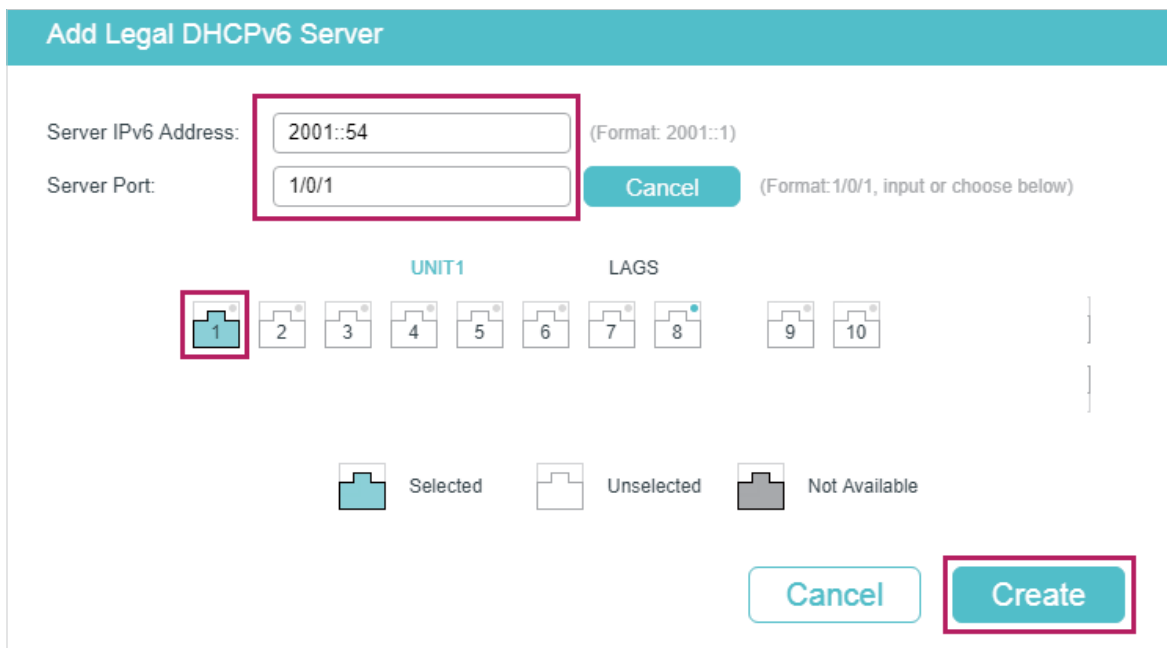 Add Legal DHCPv6 Server
Server IPv6 Address: 2001::54 (Format: 2001::1)
Server Port: 1/0/1 Cancel (Format:1/0/1, input or choose below)
UNIT1 LAGS
1 2 3 4 5 6 7 8 9 10
Selected Unselected Not Available
Cancel Create